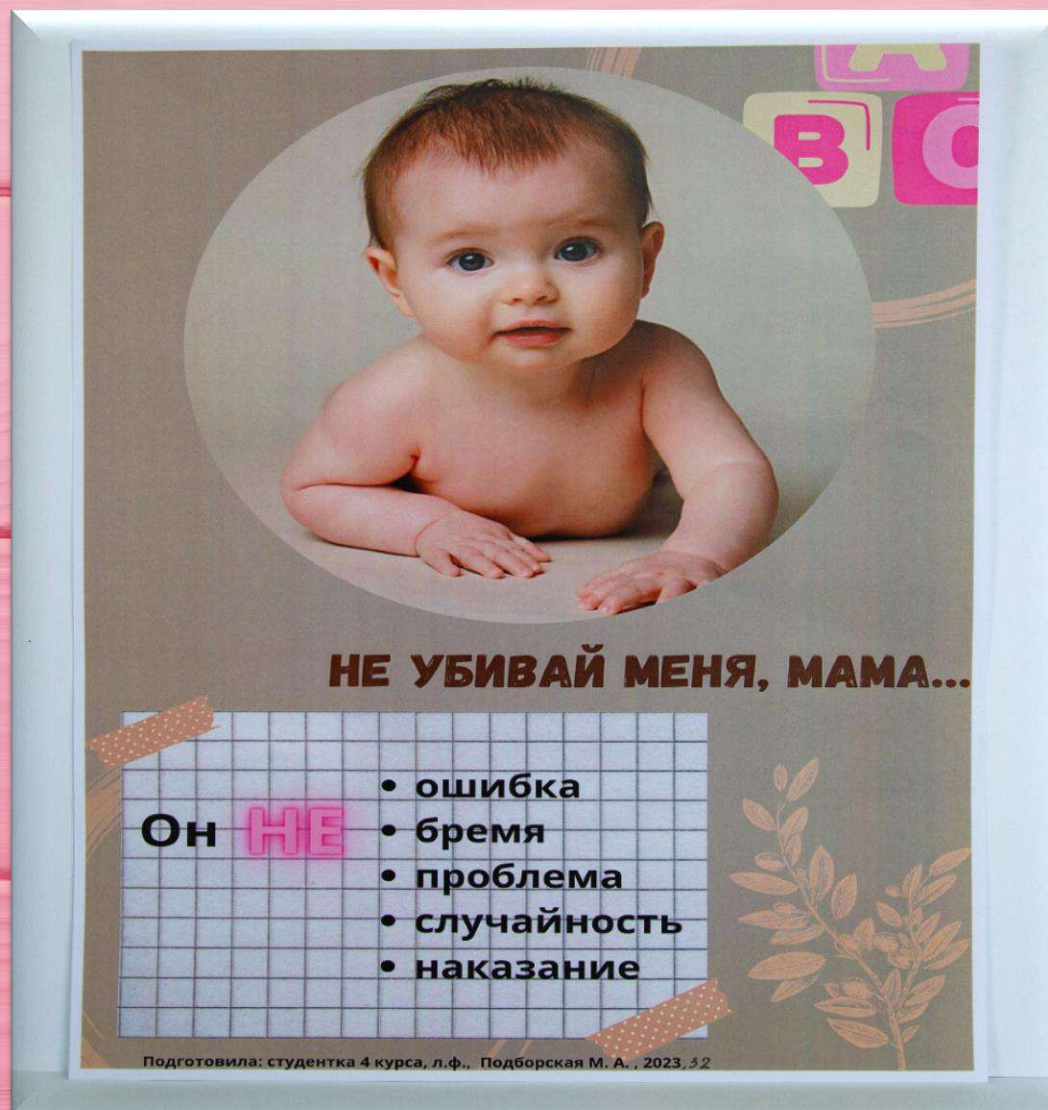 A
B C
НЕ УБИВАЙ МЕНЯ, МАМА...
Он НЕ
• ошибка
• бремя
• проблема
• случайность
• наказание
Подготовила: студентка 4 курса, л.ф., Подборская М. А. , 2023, 32